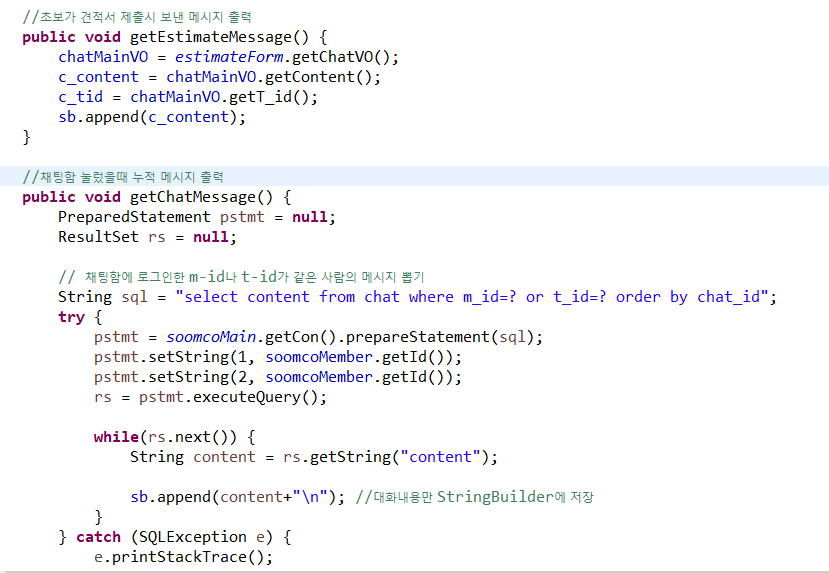 //초보가 견적서 제출시 보낸 메시지 출력
public void getEstimateMessage() {
    chatMainVO = estimateForm.getChatVO();
    c_content = chatMainVO.getContent();
    c_tid = chatMainVO.getT_id();
    sb.append(c_content);
}
//채팅함 눌렀을때 누적 메시지 출력
public void getChatMessage() {
    PreparedStatement pstmt = null;
    ResultSet rs = null;
    // 채팅함에 로그인한 m-id나 t-id가 같은 사람의 메시지 뽑기
    String sql = "select content from chat where m_id=? or t_id=? order by chat_id";
    try {
        pstmt = soomcoMain.getCon().prepareStatement(sql);
        pstmt.setString(1, soomcoMember.getId());
        pstmt.setString(2, soomcoMember.getId());
        rs = pstmt.executeQuery();
        while(rs.next()) {
            String content = rs.getString("content");
            sb.append(content+"\n"); //대화내용만 StringBuilder에 저장
        }
    } catch (SQLException e) {
        e.printStackTrace();